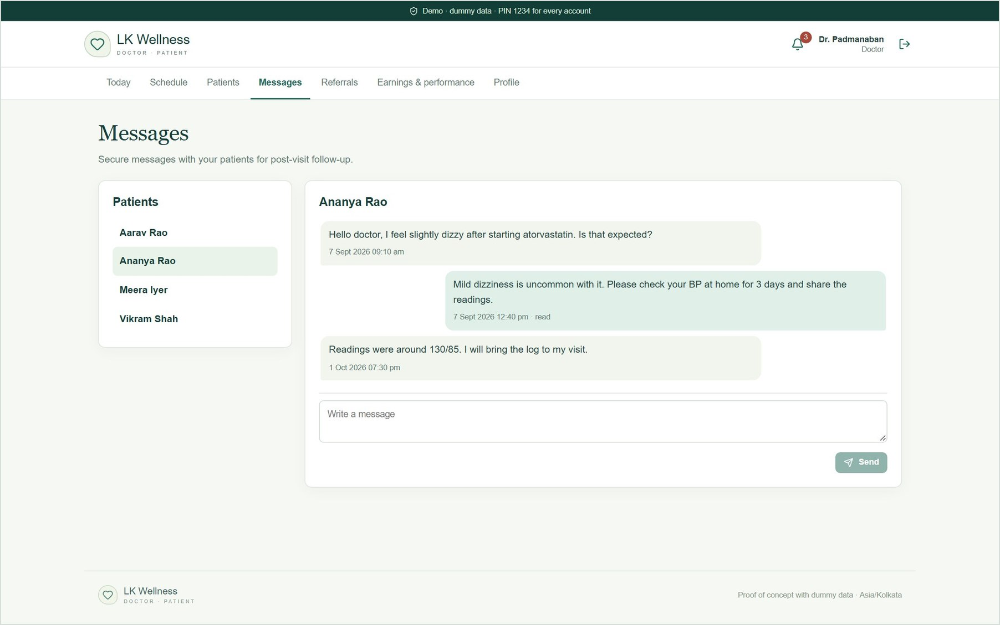 Demo · dummy data · PIN 1234 for every account
LK Wellness
DOCTOR · PATIENT
3
Dr. Padmanaban
Doctor
Today
Schedule
Patients
Messages
Referrals
Earnings & performance
Profile
Messages
Secure messages with your patients for post-visit follow-up.
Patients
Aarav Rao
Ananya Rao
Meera Iyer
Vikram Shah
Ananya Rao
Hello doctor, I feel slightly dizzy after starting atorvastatin. Is that expected?
7 Sept 2026 09:10 am
Mild dizziness is uncommon with it. Please check your BP at home for 3 days and share the
readings.
7 Sept 2026 12:40 pm · read
Readings were around 130/85. I will bring the log to my visit.
1 Oct 2026 07:30 pm
Write a message
Send
LK Wellness
DOCTOR · PATIENT
Proof of concept with dummy data · Asia/Kolkata